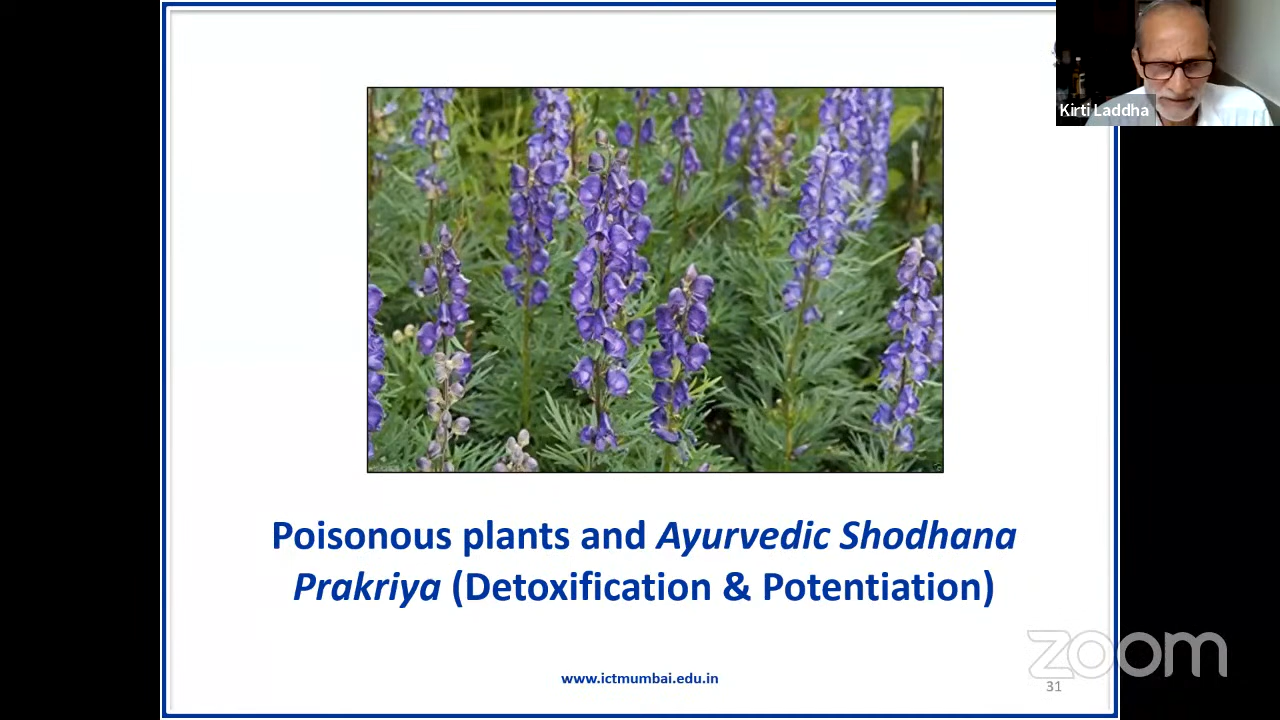 Kirti Laddha
Poisonous plants and Ayurvedic Shodhana
Prakriya (Detoxification & Potentiation)
www.ictmumbai.edu.in
zoom
31